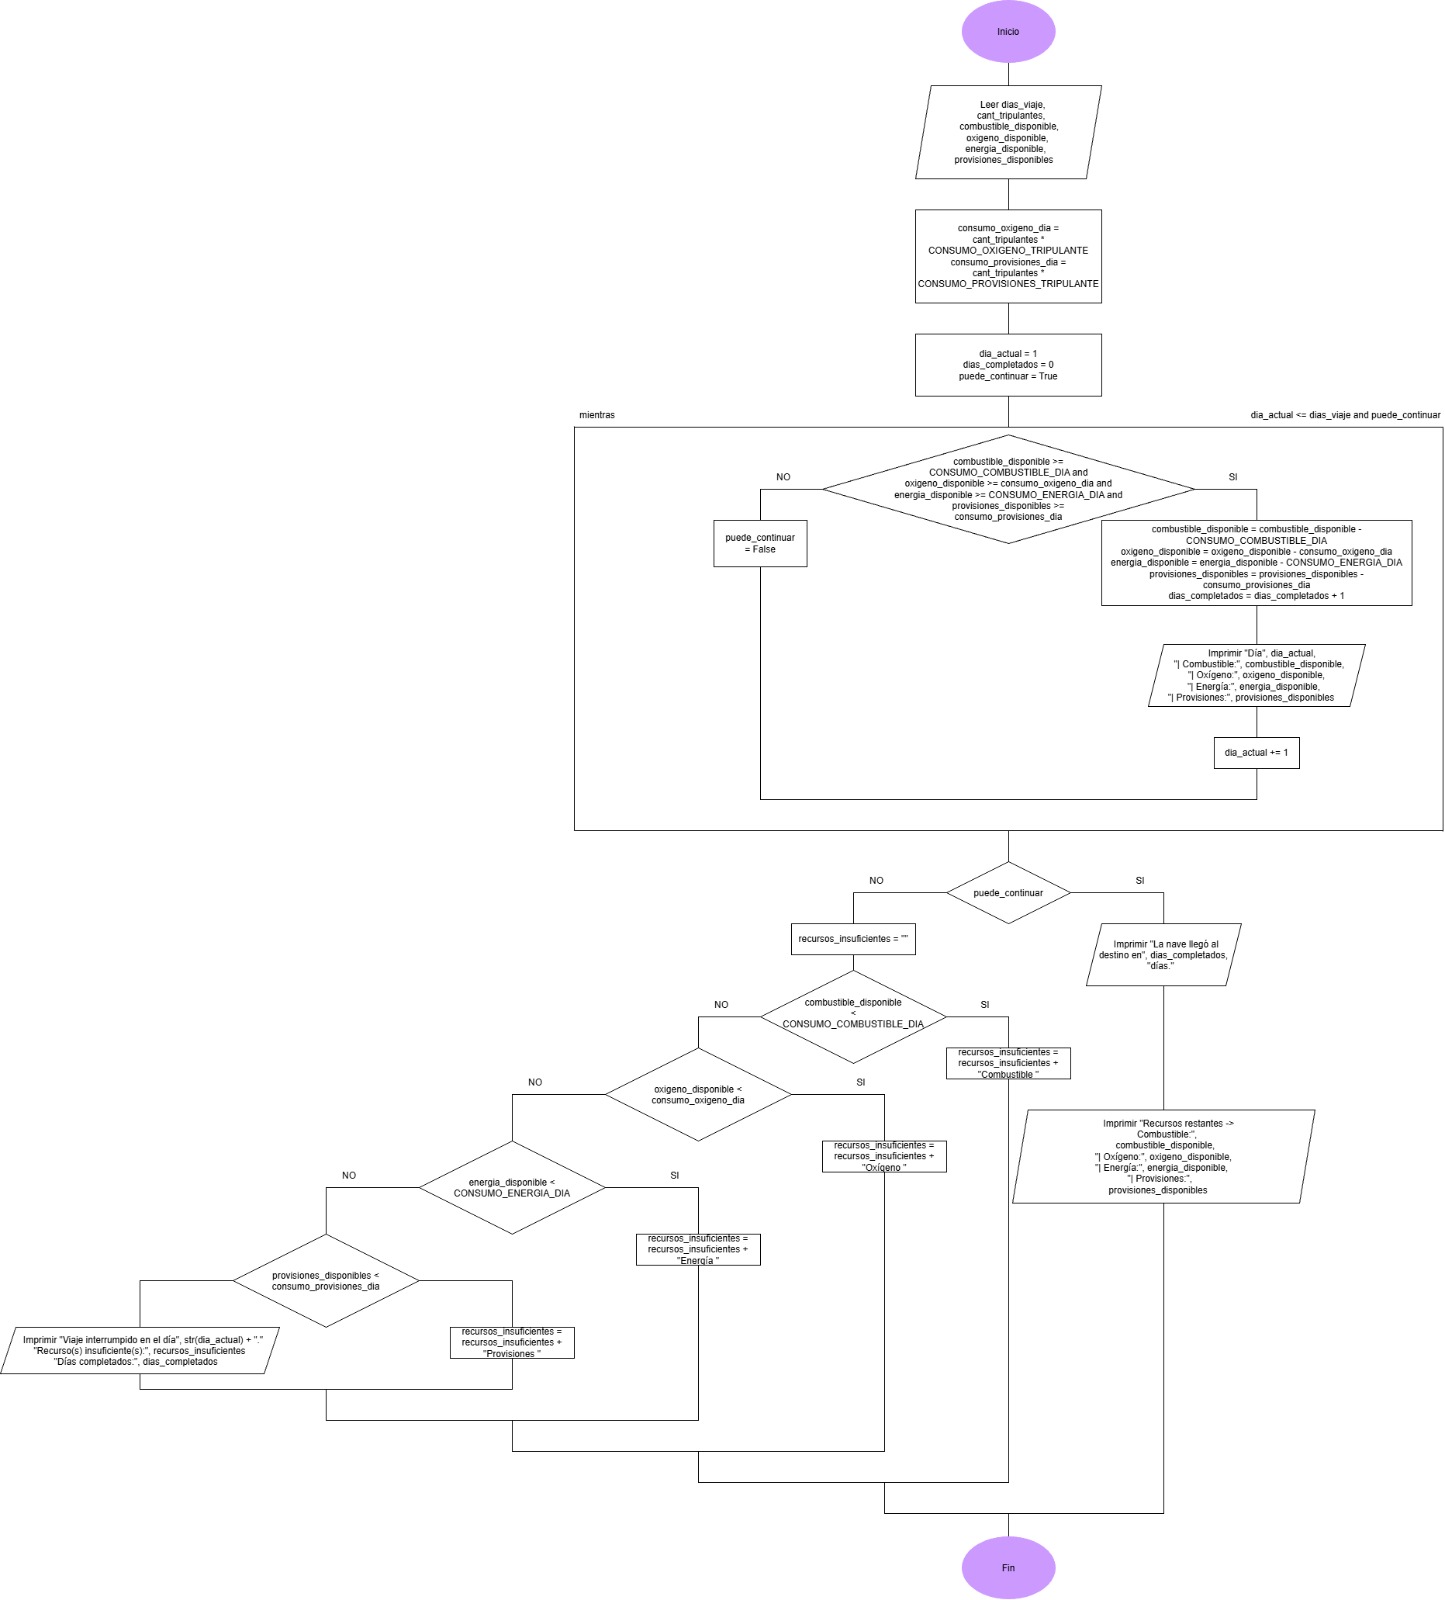 Inicio
Leer dias_viaje,
cant_tripulantes,
combustible_disponible,
oxigeno_disponible,
energia_disponible,
provisiones_disponibles
consumo_oxigeno_dia =
cant_tripulantes *
CONSUMO_OXIGENO_TRIPULANTE
consumo_provisiones_dia =
cant_tripulantes *
CONSUMO_PROVISIONES_TRIPULANTE
dia_actual = 1
dias_completados = 0
puede_continuar = True
mientras
dia_actual <= dias_viaje and puede_continuar
combustible_disponible >=
CONSUMO_COMBUSTIBLE_DIA and
oxigeno_disponible >= consumo_oxigeno_dia and
energia_disponible >= CONSUMO_ENERGIA_DIA and
provisiones_disponibles >=
consumo_provisiones_dia
NO
SI
puede_continuar
= False
combustible_disponible = combustible_disponible -
CONSUMO_COMBUSTIBLE_DIA
oxigeno_disponible = oxigeno_disponible - consumo_oxigeno_dia
energia_disponible = energia_disponible - CONSUMO_ENERGIA_DIA
provisiones_disponibles = provisiones_disponibles -
consumo_provisiones_dia
dias_completados = dias_completados + 1
Imprimir "Día", dia_actual,
"| Combustible:", combustible_disponible,
"| Oxígeno:", oxigeno_disponible,
"| Energía:", energia_disponible,
"| Provisiones:", provisiones_disponibles
dia_actual += 1
puede_continuar
NO
SI
recursos_insuficientes = ""
Imprimir "La nave llegó al
destino en", dias_completados,
"días."
combustible_disponible
<
CONSUMO_COMBUSTIBLE_DIA
NO
SI
recursos_insuficientes =
recursos_insuficientes +
"Combustible "
oxigeno_disponible <
consumo_oxigeno_dia
NO
SI
recursos_insuficientes =
recursos_insuficientes +
"Oxígeno "
Imprimir "Recursos restantes ->
Combustible:",
combustible_disponible,
"| Oxígeno:", oxigeno_disponible,
"| Energía:", energia_disponible,
"| Provisiones:",
provisiones_disponibles
energia_disponible <
CONSUMO_ENERGIA_DIA
NO
SI
recursos_insuficientes =
recursos_insuficientes +
"Energía "
provisiones_disponibles <
consumo_provisiones_dia
Imprimir "Viaje interrumpido en el día", str(dia_actual) + "."
"Recurso(s) insuficiente(s):", recursos_insuficientes
"Días completados:", dias_completados
recursos_insuficientes =
recursos_insuficientes +
"Provisiones "
Fin